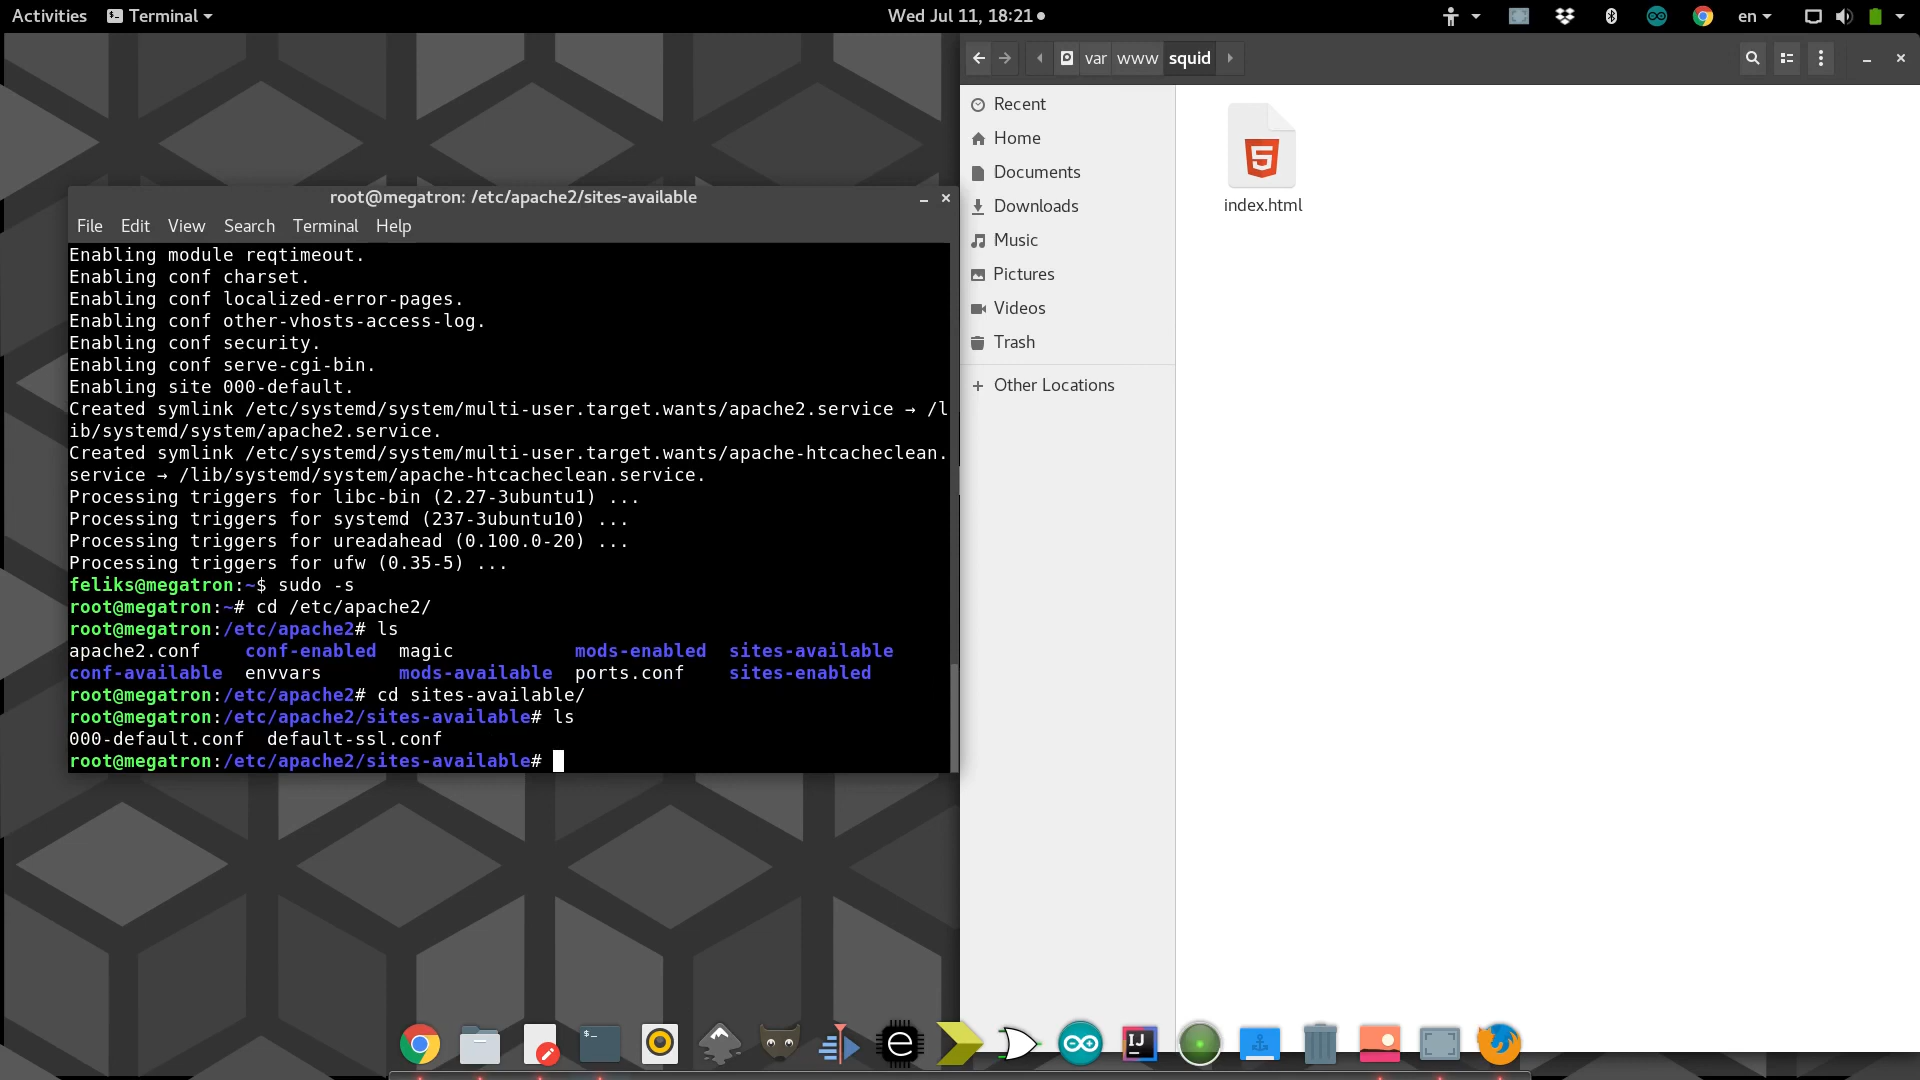 Activities Terminal Wed Jul 11, 18:21 en
var www squid
Recent
Home
Documents
Downloads
Music
Pictures
Videos
Trash
Other Locations
index.html
root@megatron: /etc/apache2/sites-available
File Edit View Search Terminal Help
Enabling module reqtimeout.
Enabling conf charset.
Enabling conf localized-error-pages.
Enabling conf other-vhosts-access-log.
Enabling conf security.
Enabling conf serve-cgi-bin.
Enabling site 000-default.
Created symlink /etc/systemd/system/multi-user.target.wants/apache2.service → /l
ib/systemd/system/apache2.service.
Created symlink /etc/systemd/system/multi-user.target.wants/apache-htcacheclean.
service → /lib/systemd/system/apache-htcacheclean.service.
Processing triggers for libc-bin (2.27-3ubuntu1) ...
Processing triggers for systemd (237-3ubuntu10) ...
Processing triggers for ureadahead (0.100.0-20) ...
Processing triggers for ufw (0.35-5) ...
feliks@megatron:~$ sudo -s
root@megatron:~# cd /etc/apache2/
root@megatron:/etc/apache2# ls
apache2.conf conf-enabled magic mods-enabled sites-available
conf-available envvars mods-available ports.conf sites-enabled
root@megatron:/etc/apache2# cd sites-available/
root@megatron:/etc/apache2/sites-available# ls
000-default.conf default-ssl.conf
root@megatron:/etc/apache2/sites-available#
$_
e
IJ